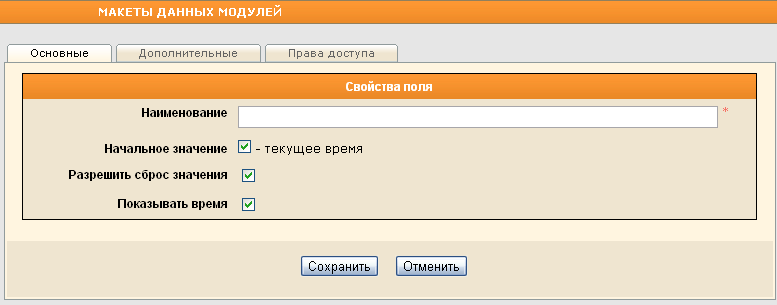 МАКЕТЫ ДАННЫХ МОДУЛЕЙ
Основные Дополнительные Права доступа
Свойства поля
Наименование *
Начальное значение - текущее время
Разрешить сброс значения
Показывать время
Сохранить Отменить